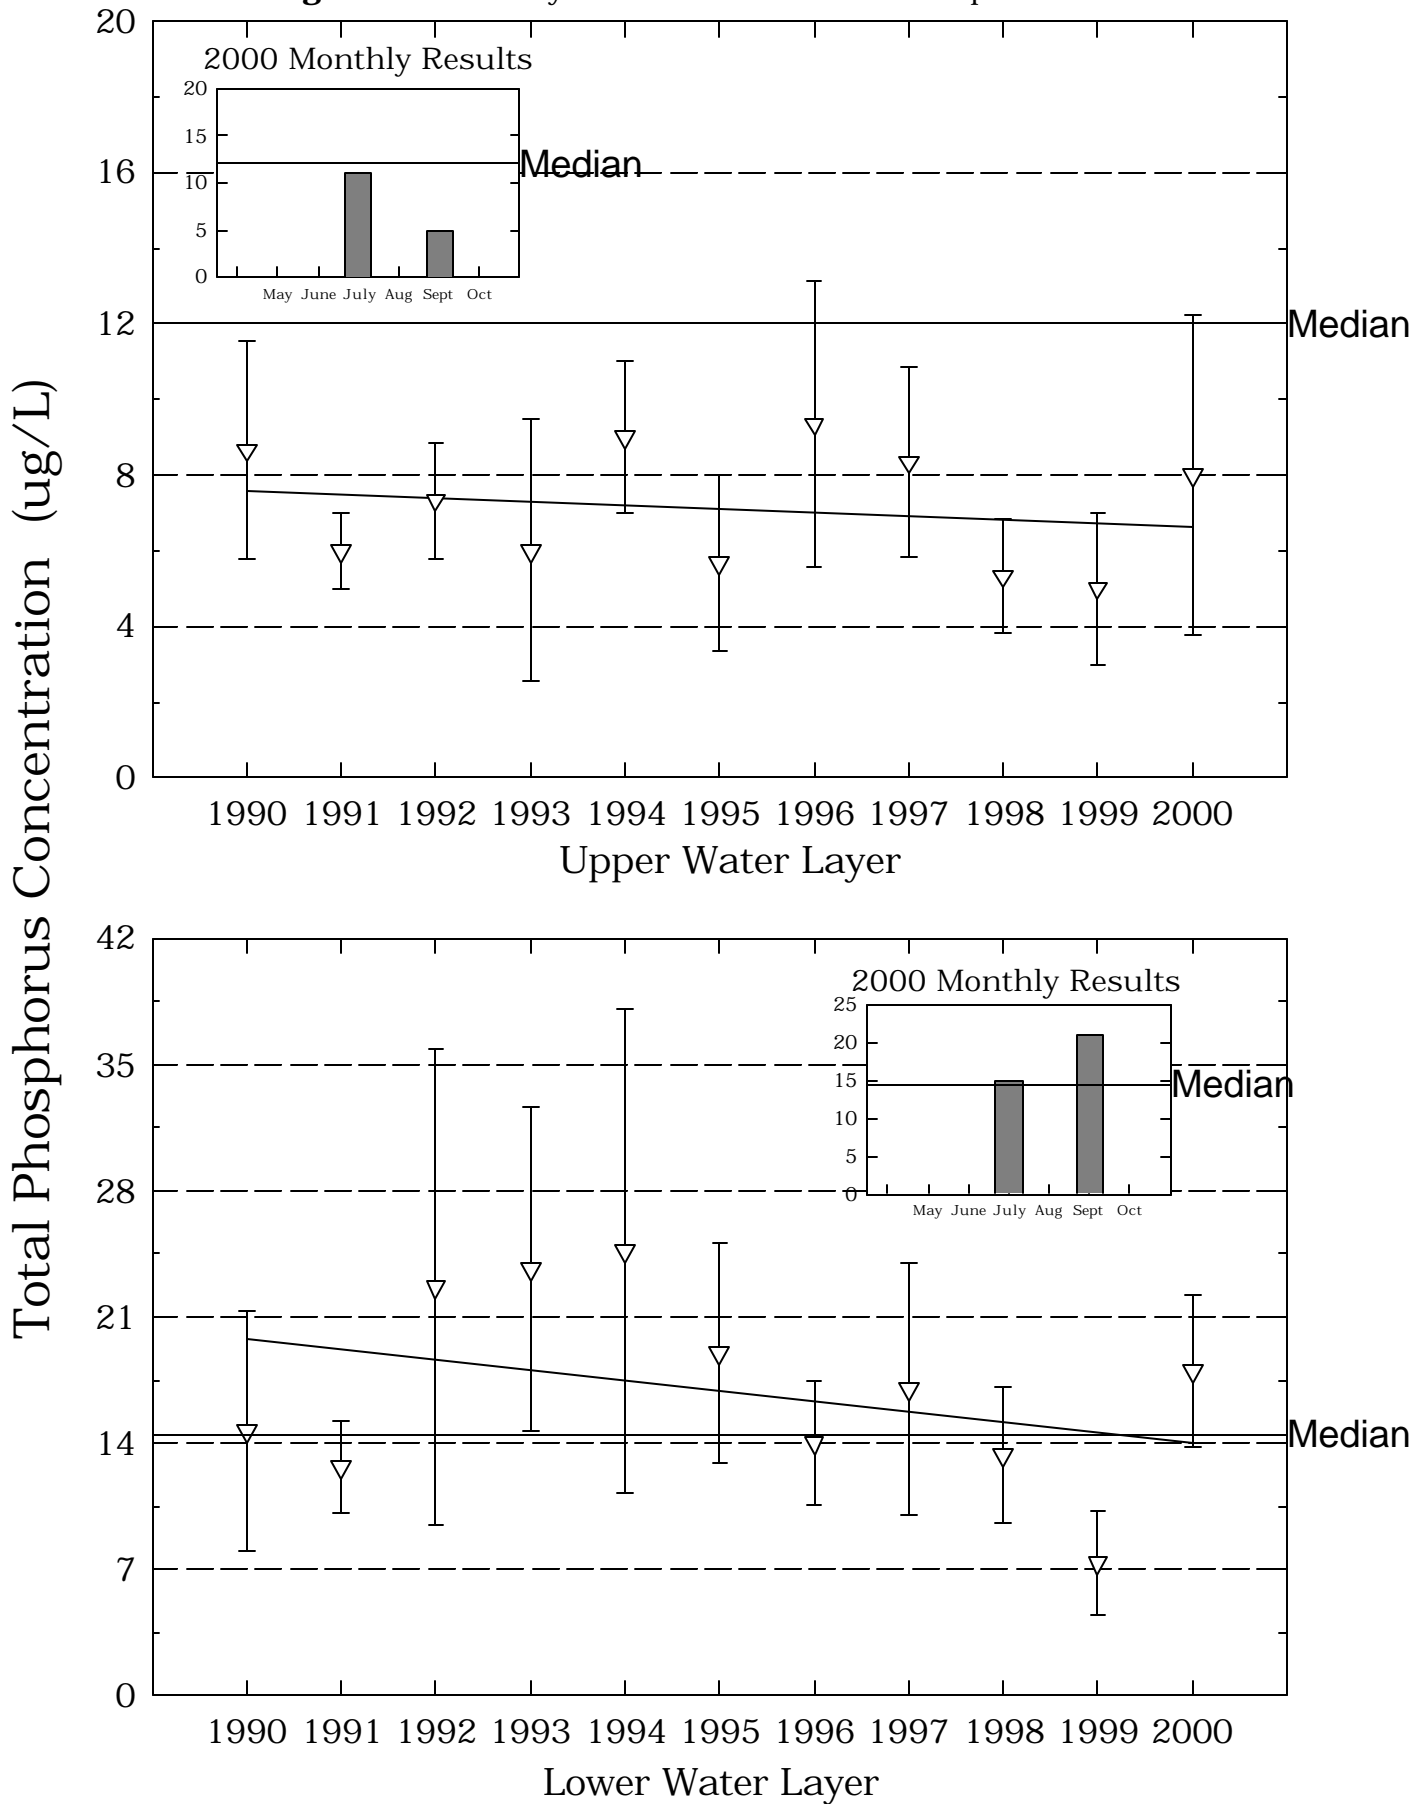 20
2000 Monthly Results
20
15
Median
16
10
5
0
May June July Aug Sept Oct
12
Median
8
4
0
1990 1991 1992 1993 1994 1995 1996 1997 1998 1999 2000
Upper Water Layer
Total Phosphorus Concentration (ug/L)
42
2000 Monthly Results
25
20
35
15
Median
10
5
28
0
May June July Aug Sept Oct
21
14
Median
7
0
1990 1991 1992 1993 1994 1995 1996 1997 1998 1999 2000
Lower Water Layer